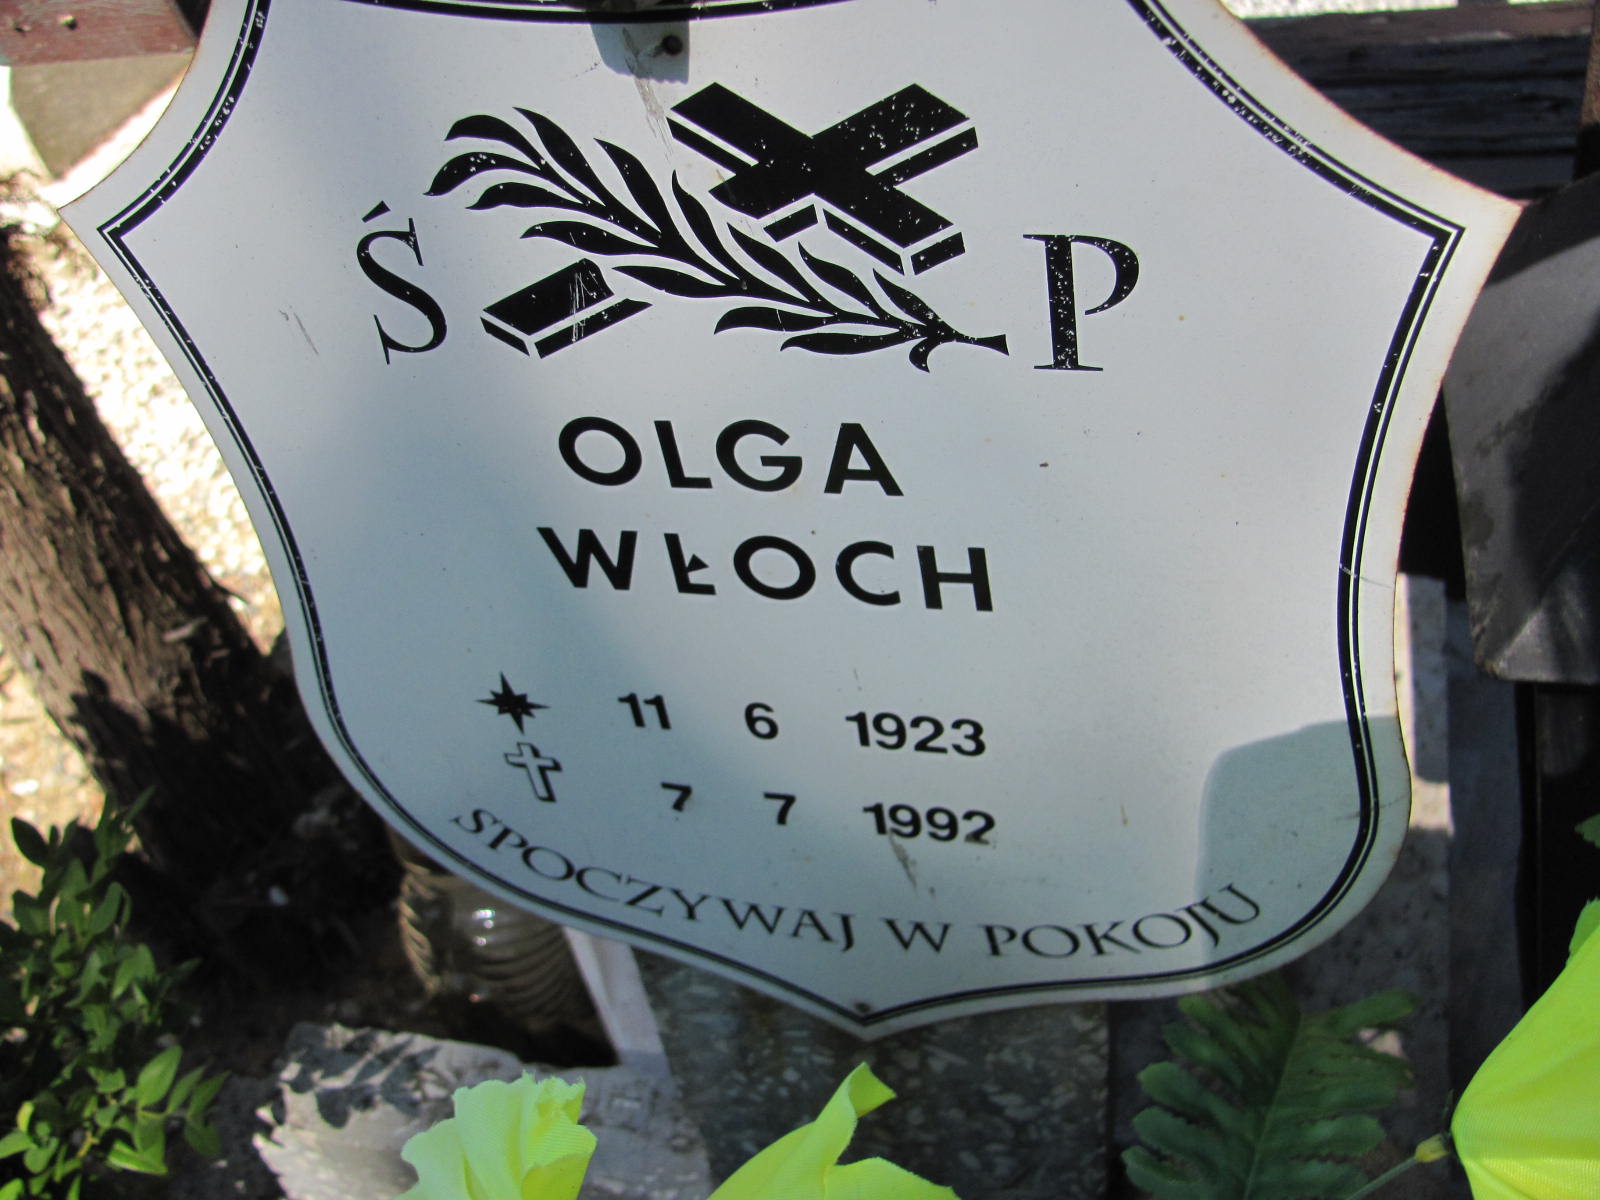 Ś P
OLGA
WŁOCH
11 6 1923
7 7 1992
SPOCZYWAJ W POKOJU